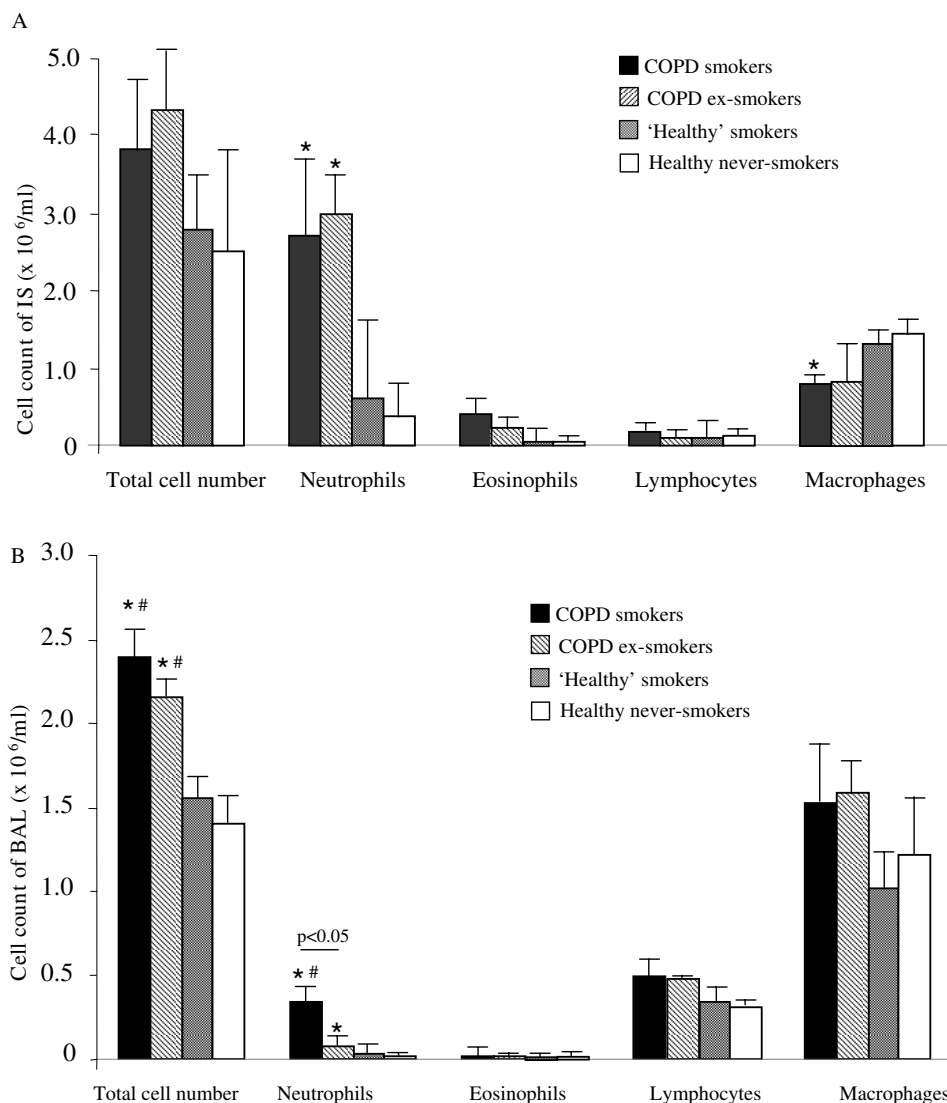 A
Cell count of IS (x 10 6/ml)
5.0
4.0
3.0
2.0
1.0
0
COPD smokers
COPD ex-smokers
'Healthy' smokers
Healthy never-smokers
* * *
Total cell number Neutrophils Eosinophils Lymphocytes Macrophages
B
Cell count of BAL (x 10 6/ml)
3.0
2.5
2.0
1.5
1.0
0.5
0
COPD smokers
COPD ex-smokers
'Healthy' smokers
Healthy never-smokers
* #
* #
p<0.05
* #
*
Total cell number Neutrophils Eosinophils Lymphocytes Macrophages